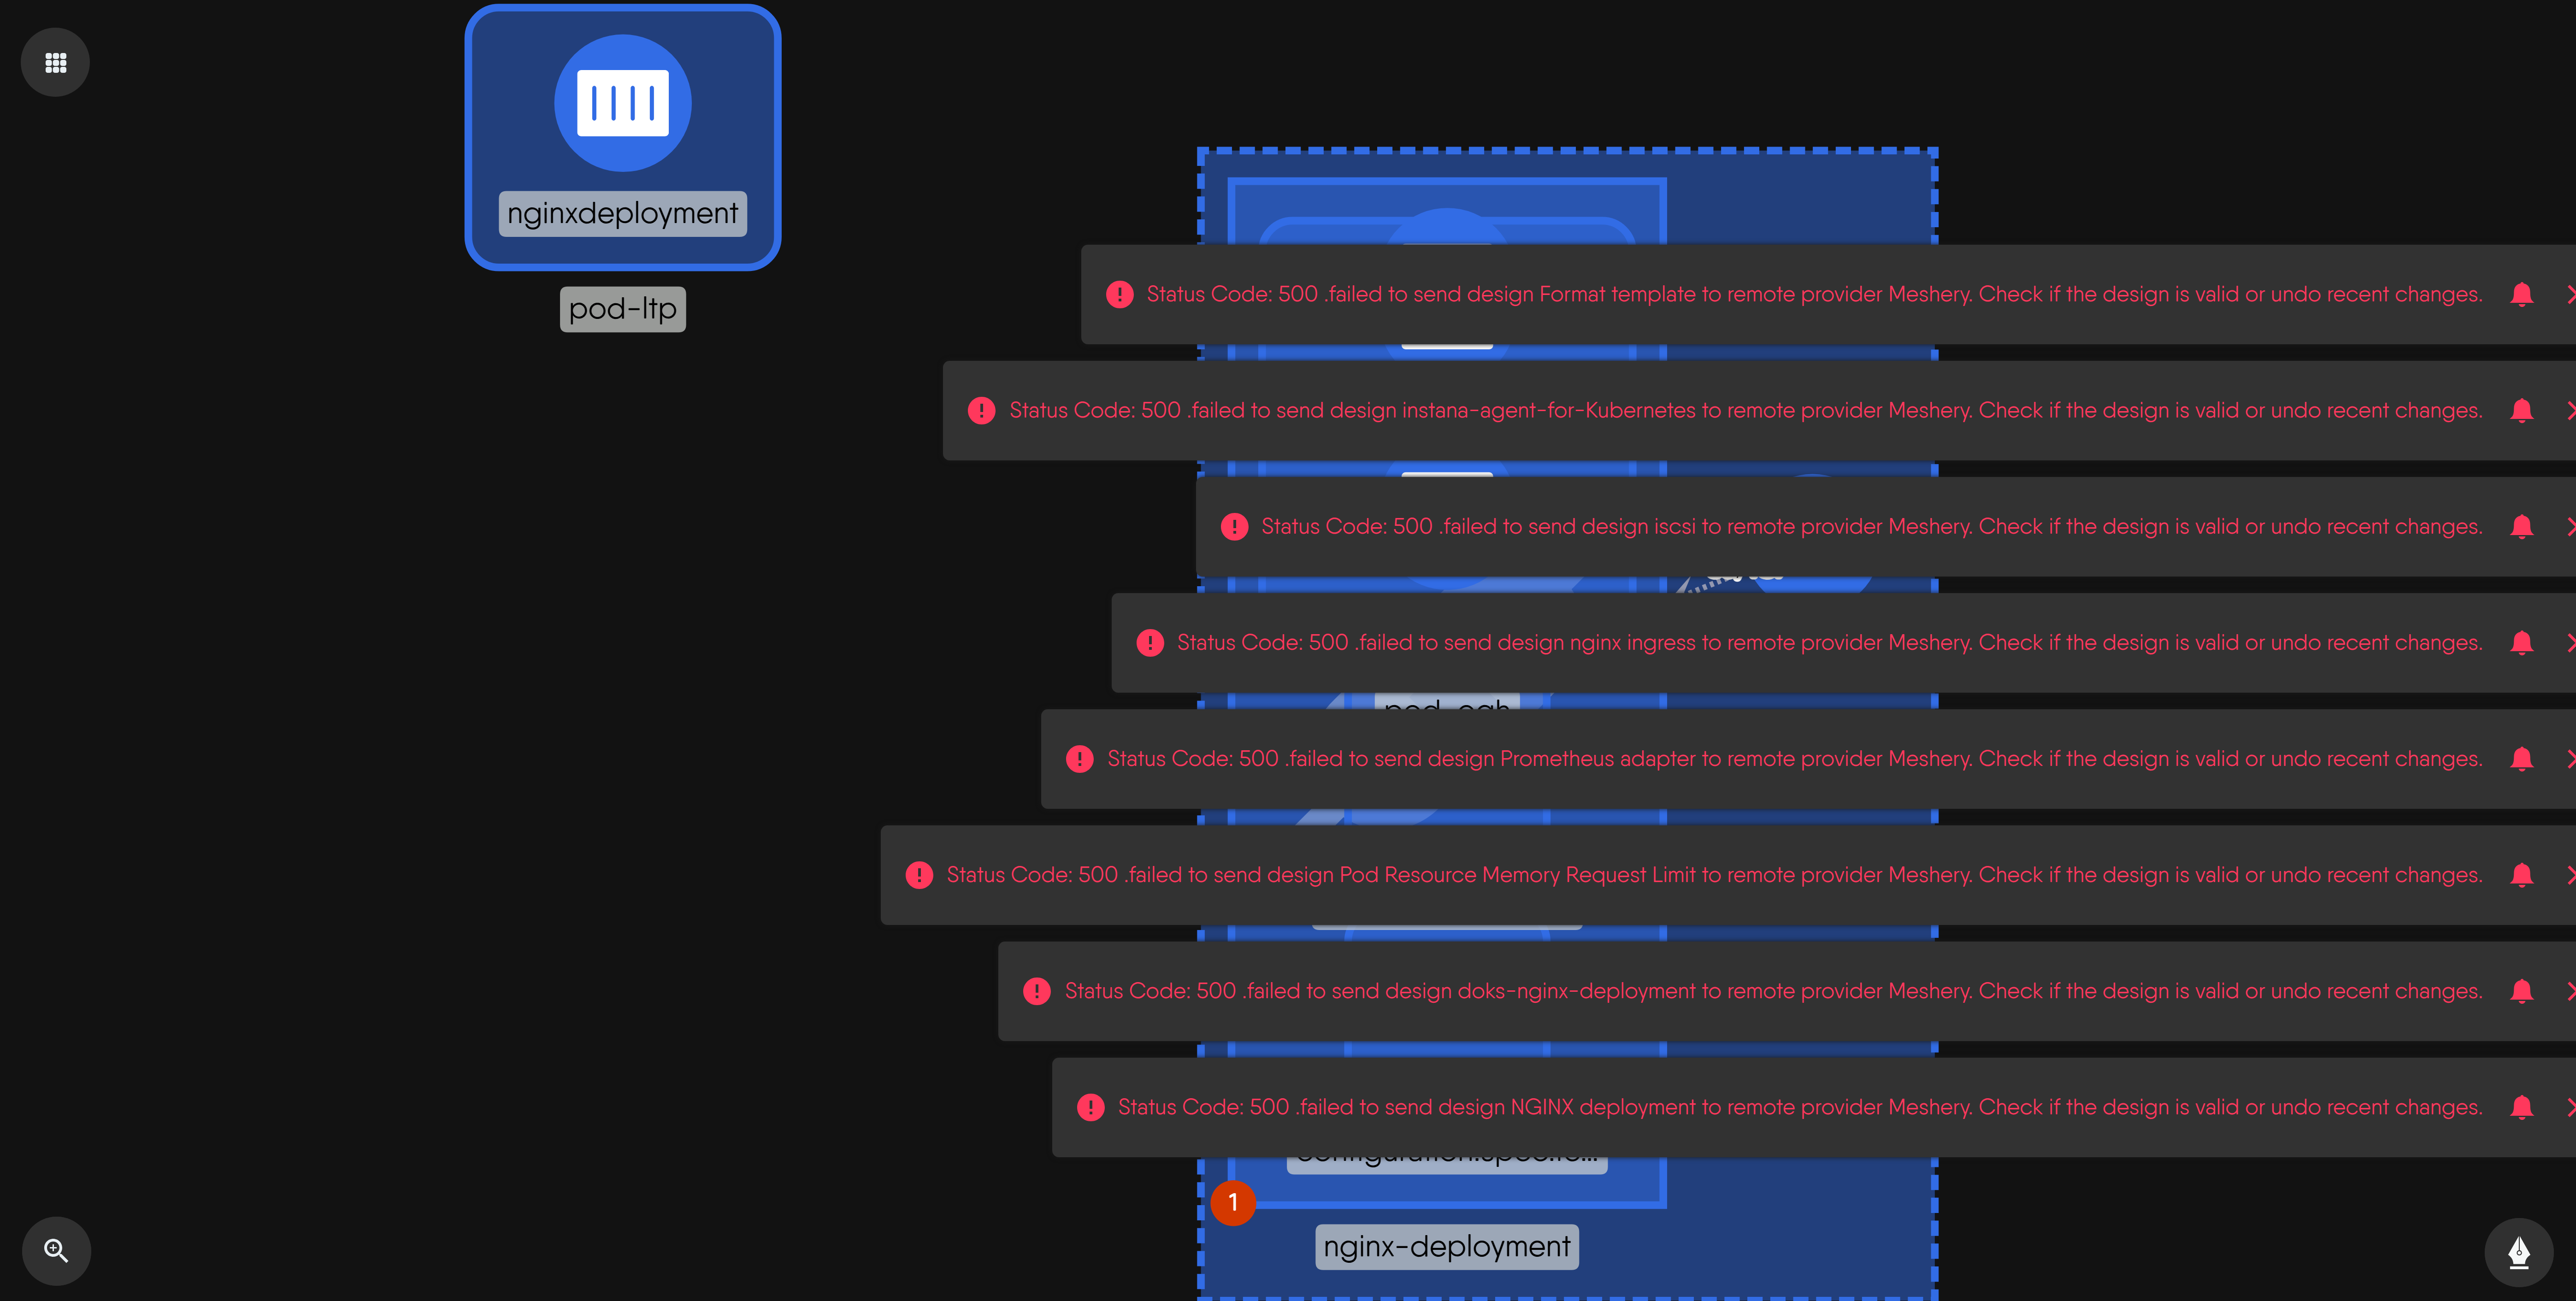 nginxdeployment
pod-ltp
Status Code: 500 .failed to send design Format template to remote provider Meshery. Check if the design is valid or undo recent changes.
Status Code: 500 .failed to send design instana-agent-for-Kubernetes to remote provider Meshery. Check if the design is valid or undo recent changes.
Status Code: 500 .failed to send design iscsi to remote provider Meshery. Check if the design is valid or undo recent changes.
Status Code: 500 .failed to send design nginx ingress to remote provider Meshery. Check if the design is valid or undo recent changes.
Status Code: 500 .failed to send design Prometheus adapter to remote provider Meshery. Check if the design is valid or undo recent changes.
Status Code: 500 .failed to send design Pod Resource Memory Request Limit to remote provider Meshery. Check if the design is valid or undo recent changes.
Status Code: 500 .failed to send design doks-nginx-deployment to remote provider Meshery. Check if the design is valid or undo recent changes.
Status Code: 500 .failed to send design NGINX deployment to remote provider Meshery. Check if the design is valid or undo recent changes.
1
nginx-deployment